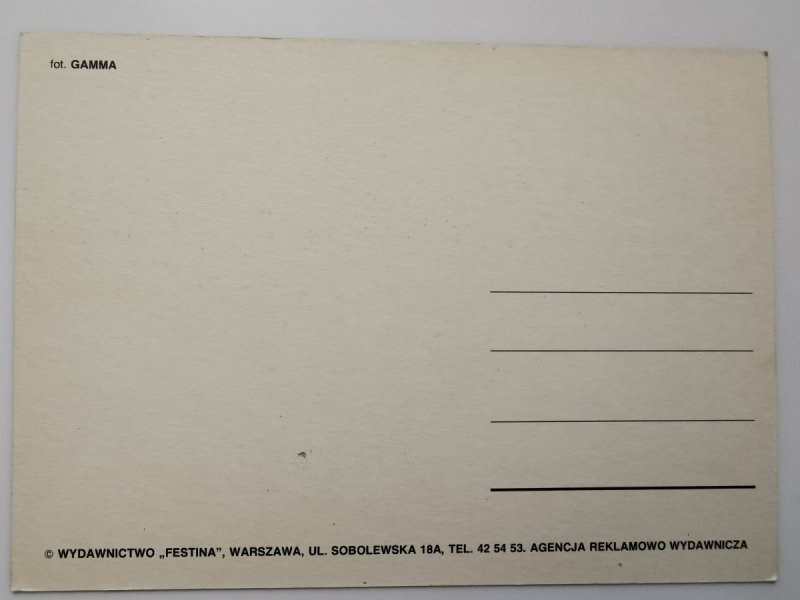 fot. GAMMA
© WYDAWNICTWO „FESTINA”, WARSZAWA, UL. SOBOLEWSKA 18A, TEL. 42 54 53. AGENCJA REKLAMOWO WYDAWNICZA